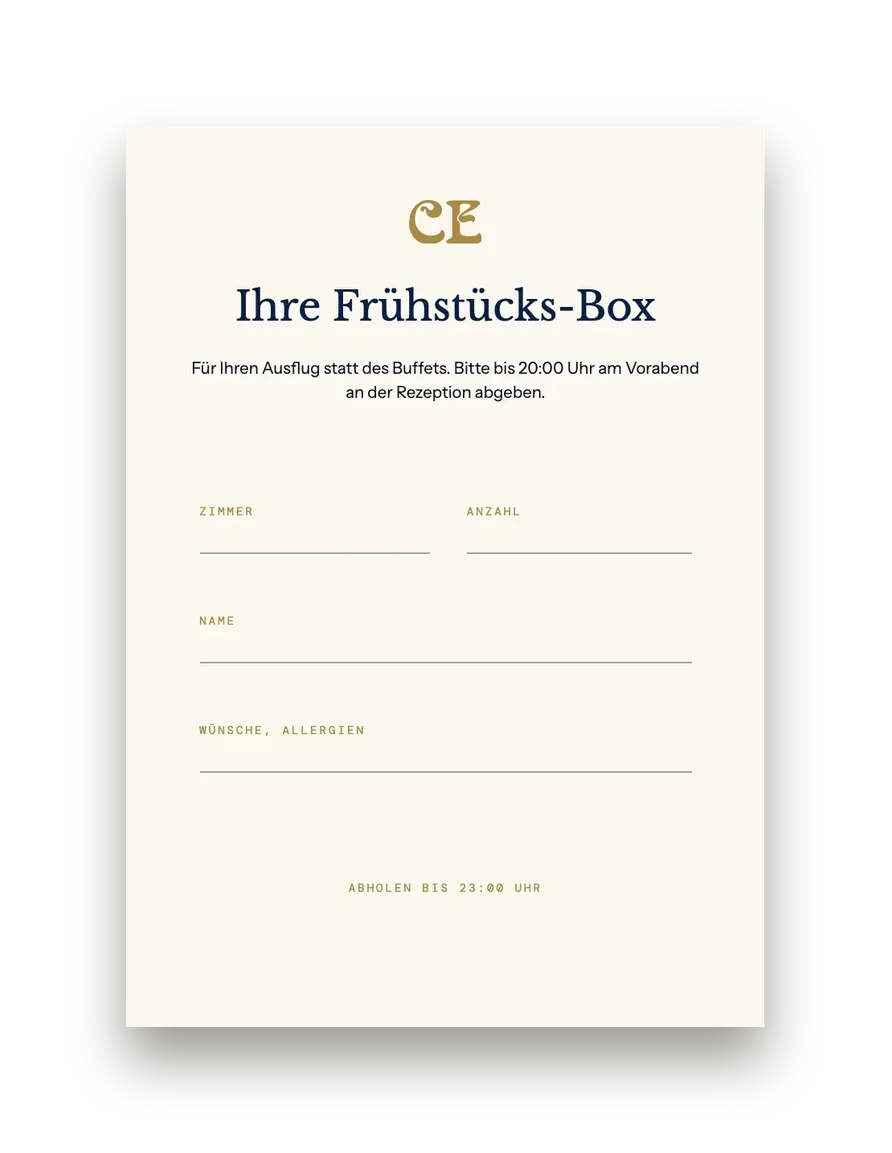 CE
Ihre Frühstücks-Box
Für Ihren Ausflug statt des Buffets. Bitte bis 20:00 Uhr am Vorabend
an der Rezeption abgeben.
ZIMMER ANZAHL
NAME
WÜNSCHE, ALLERGIEN
ABHOLEN BIS 23:00 UHR